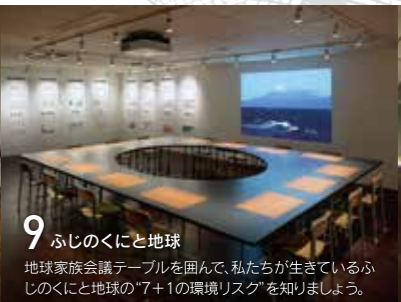 9 ふじのくにと地球
地球家族会議テーブルを囲んで、私たちが生きているふ
じのくにと地球の“7+1の環境リスク”を知りましょう。